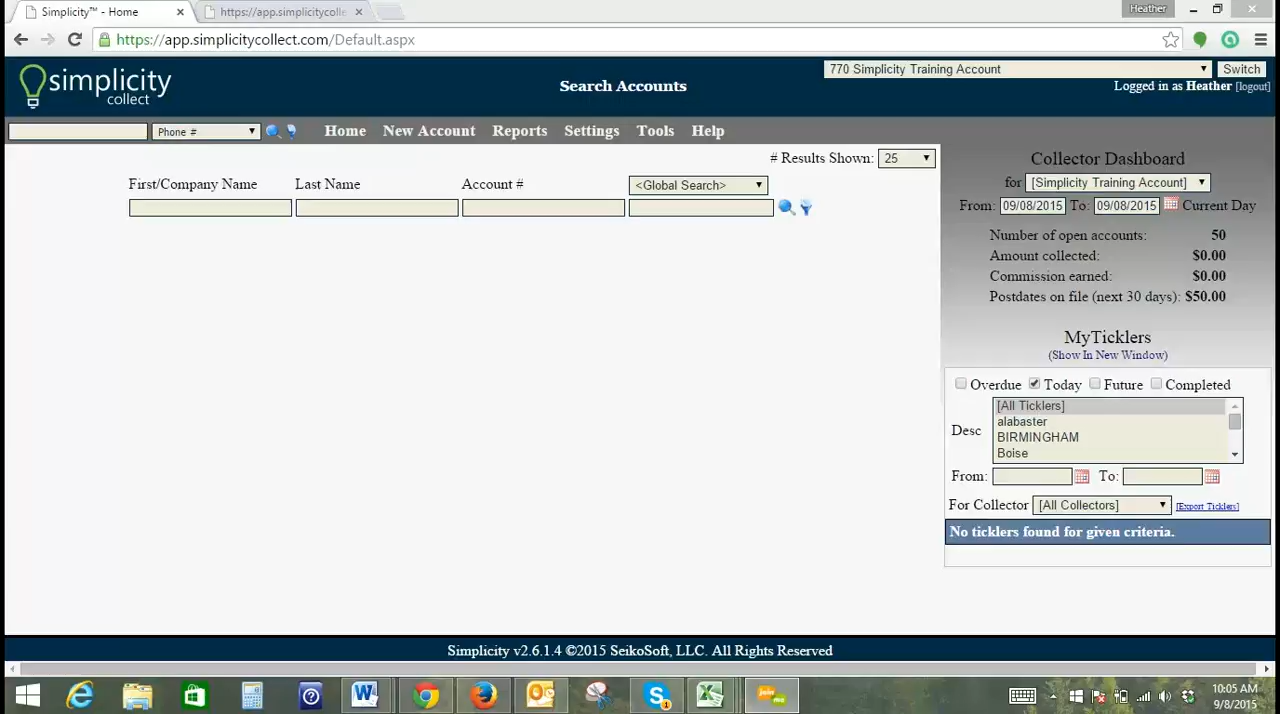 Simplicity™ - Home
https://app.simplicitycolle
Heather
https://app.simplicitycollect.com/Default.aspx
simplicity
collect
Search Accounts
770 Simplicity Training Account
Switch
Logged in as Heather [logout]
Phone #
Home New Account Reports Settings Tools Help
# Results Shown: 25
First/Company Name Last Name Account # <Global Search>
Collector Dashboard
for [Simplicity Training Account]
From: 09/08/2015 To: 09/08/2015 Current Day
Number of open accounts: 50
Amount collected: $0.00
Commission earned: $0.00
Postdates on file (next 30 days): $50.00
MyTicklers
(Show In New Window)
Overdue Today Future Completed
Desc
[All Ticklers]
alabaster
BIRMINGHAM
Boise
From: To:
For Collector [All Collectors] [Export Ticklers]
No ticklers found for given criteria.
Simplicity v2.6.1.4 ©2015 SeikoSoft, LLC. All Rights Reserved
join
me
10:05 AM
9/8/2015